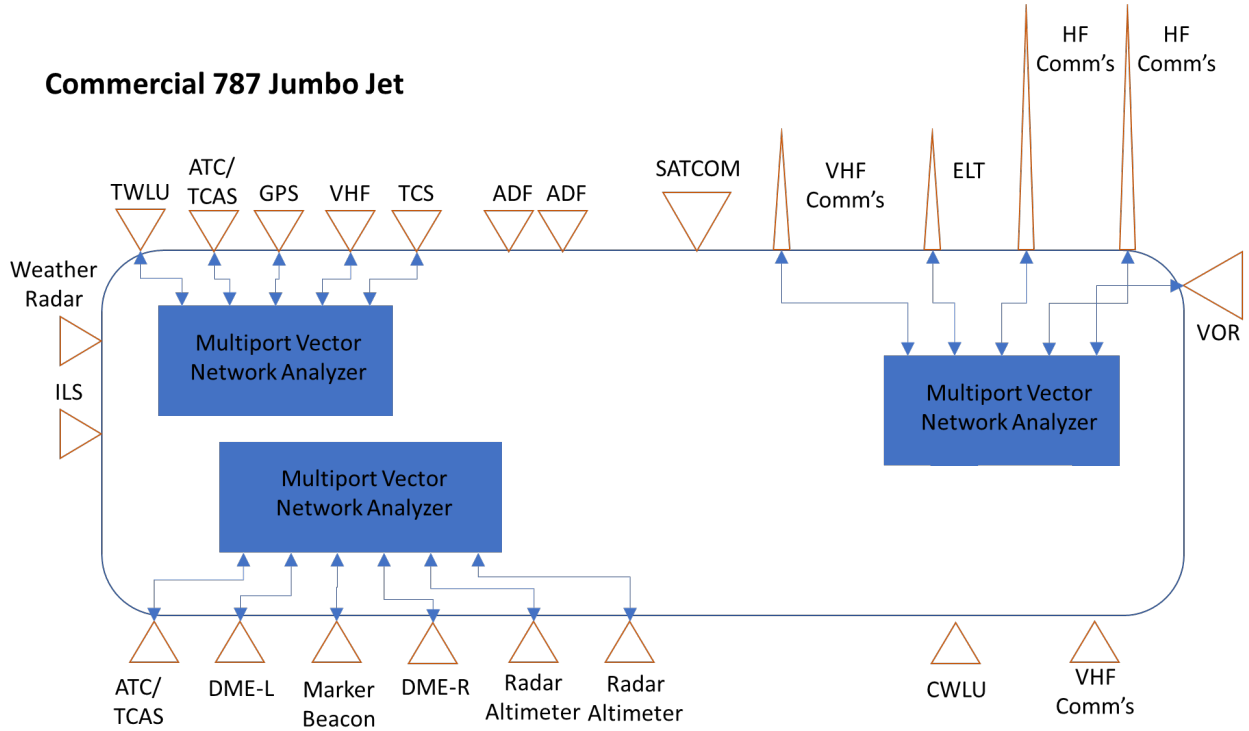 Commercial 787 Jumbo Jet
HF
Comm's
HF
Comm's
TWLU
ATC/
TCAS
GPS
VHF
TCS
ADF
ADF
SATCOM
VHF
Comm's
ELT
Weather
Radar
ILS
VOR
Multiport Vector
Network Analyzer
Multiport Vector
Network Analyzer
Multiport Vector
Network Analyzer
ATC/
TCAS
DME-L
Marker
Beacon
DME-R
Radar
Altimeter
Radar
Altimeter
CWLU
VHF
Comm's